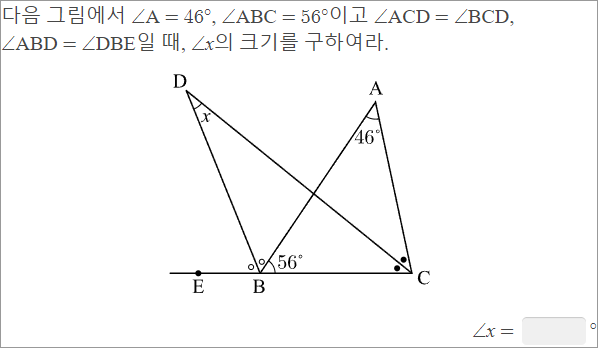 다음 그림에서 ∠A = 46°, ∠ABC = 56°이고 ∠ACD = ∠BCD,
∠ABD = ∠DBE일 때, ∠x의 크기를 구하여라.
D
A
x
46°
56°
C
E
B
∠x = °